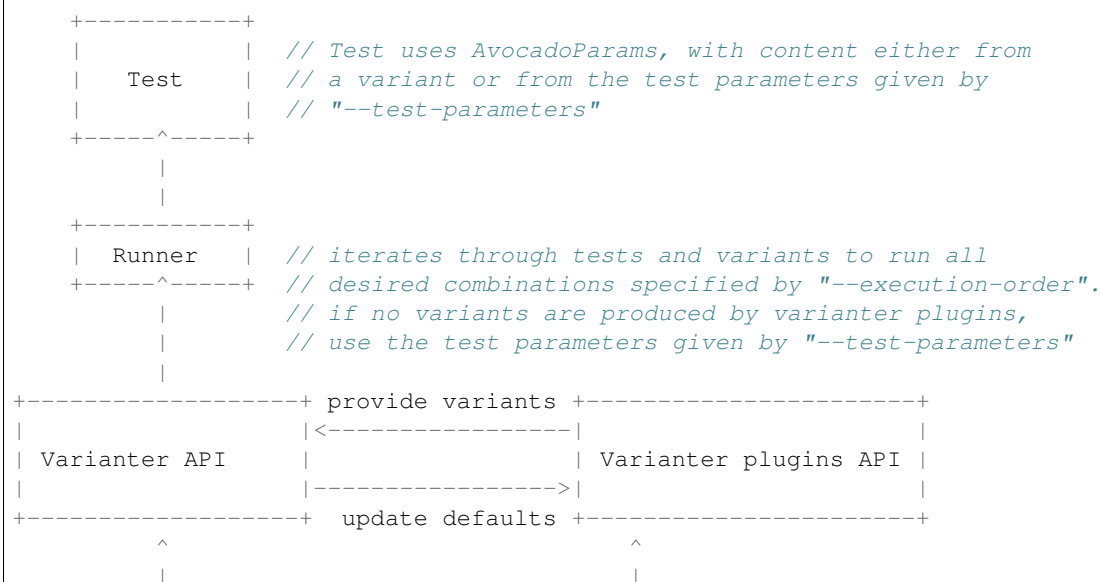 +-----------+
    |           |  // Test uses AvocadoParams, with content either from
    |   Test    |  // a variant or from the test parameters given by
    |           |  // "--test-parameters"
    +-----^-----+
          |
          |
    +-----------+
    |  Runner   |  // iterates through tests and variants to run all
    +-----^-----+  // desired combinations specified by "--execution-order".
          |        // if no variants are produced by varianter plugins,
          |        // use the test parameters given by "--test-parameters"
          |
+-------------------+ provide variants +-----------------------+
|                   |<-----------------|                       |
| Varianter API     |                  | Varianter plugins API |
|                   |----------------->|                       |
+-------------------+  update defaults +-----------------------+
          ^                                ^
          |                                |